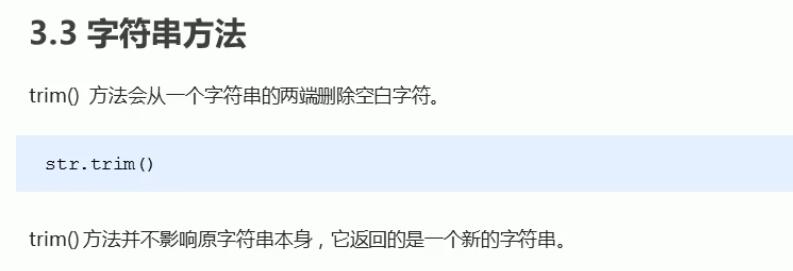 3.3 字符串方法
trim() 方法会从一个字符串的两端删除空白字符。
str.trim()
trim()方法并不影响原字符串本身，它返回的是一个新的字符串。